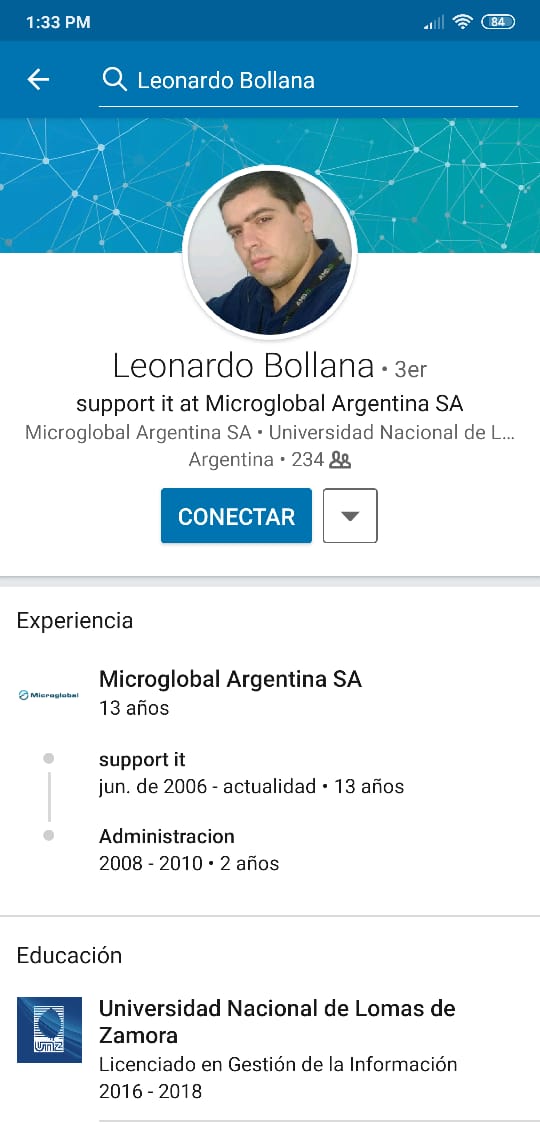 1:33 PM
84
Leonardo Bollana
AMD
Leonardo Bollana • 3er
support it at Microglobal Argentina SA
Microglobal Argentina SA • Universidad Nacional de L...
Argentina • 234
CONECTAR
Experiencia
Microglobal
Microglobal Argentina SA
13 años
support it
jun. de 2006 - actualidad • 13 años
Administracion
2008 - 2010 • 2 años
Educación
Universidad Nacional de Lomas de
Zamora
Licenciado en Gestión de la Información
2016 - 2018